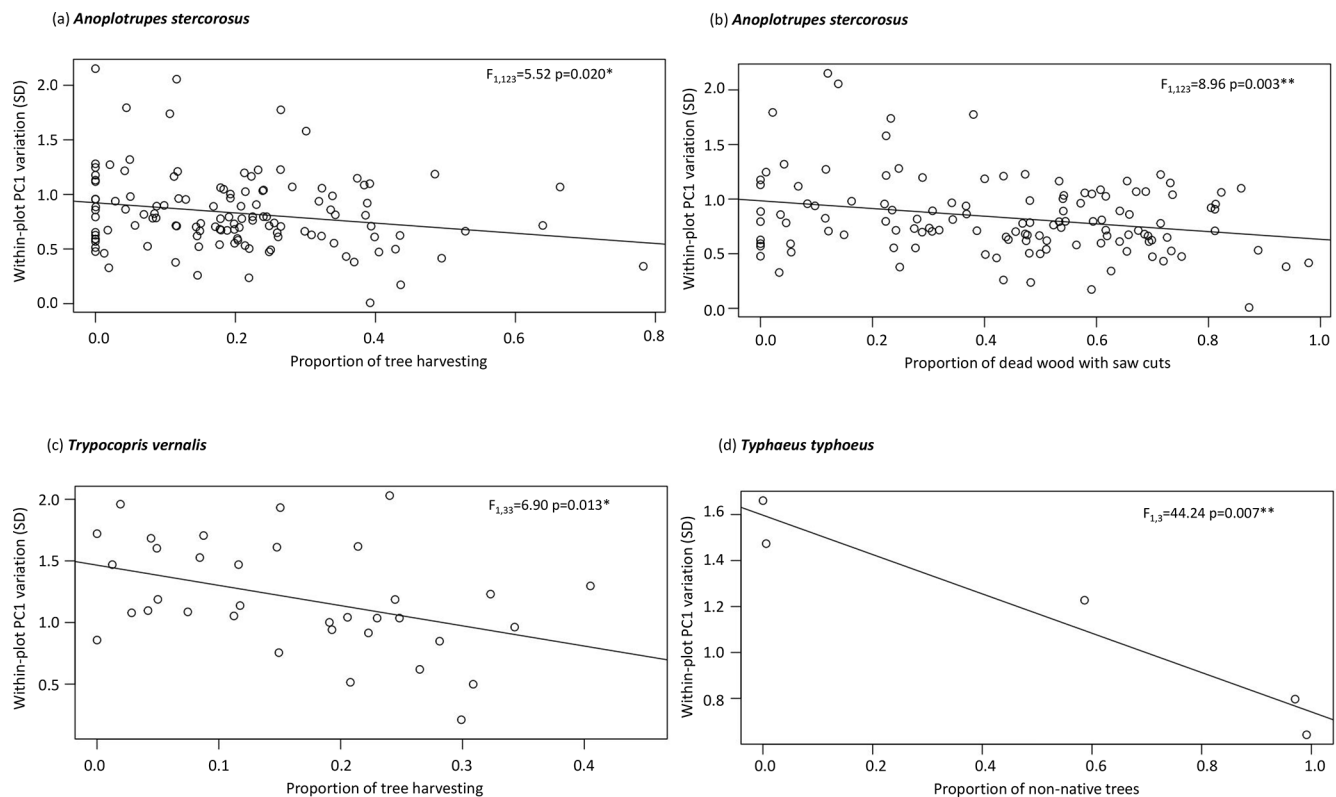 (a) Anoplotrupes stercorosus
F1,123=5.52 p=0.020*
Within-plot PC1 variation (SD)
2.0
1.5
1.0
0.5
0.0
0.0 0.2 0.4 0.6 0.8
Proportion of tree harvesting
(b) Anoplotrupes stercorosus
F1,123=8.96 p=0.003**
Within-plot PC1 variation (SD)
2.0
1.5
1.0
0.5
0.0
0.0 0.2 0.4 0.6 0.8 1.0
Proportion of dead wood with saw cuts
(c) Trypocopris vernalis
F1,33=6.90 p=0.013*
Within-plot PC1 variation (SD)
2.0
1.5
1.0
0.5
0.0 0.1 0.2 0.3 0.4
Proportion of tree harvesting
(d) Typhaeus typhoeus
F1,3=44.24 p=0.007**
Within-plot PC1 variation (SD)
1.6
1.4
1.2
1.0
0.8
0.0 0.2 0.4 0.6 0.8 1.0
Proportion of non-native trees